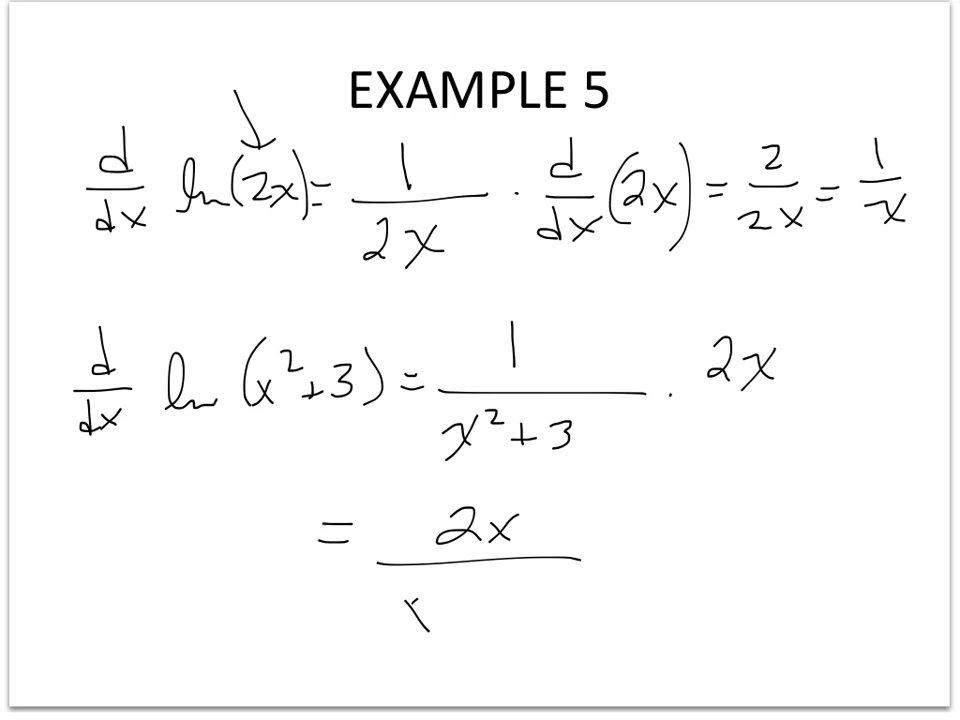 EXAMPLE 5
d/dx ln(2x) = 1/2x · d/dx (2x) = 2/2x = 1/x
d/dx ln(x²+3) = 1/x²+3 · 2x
= 2x/